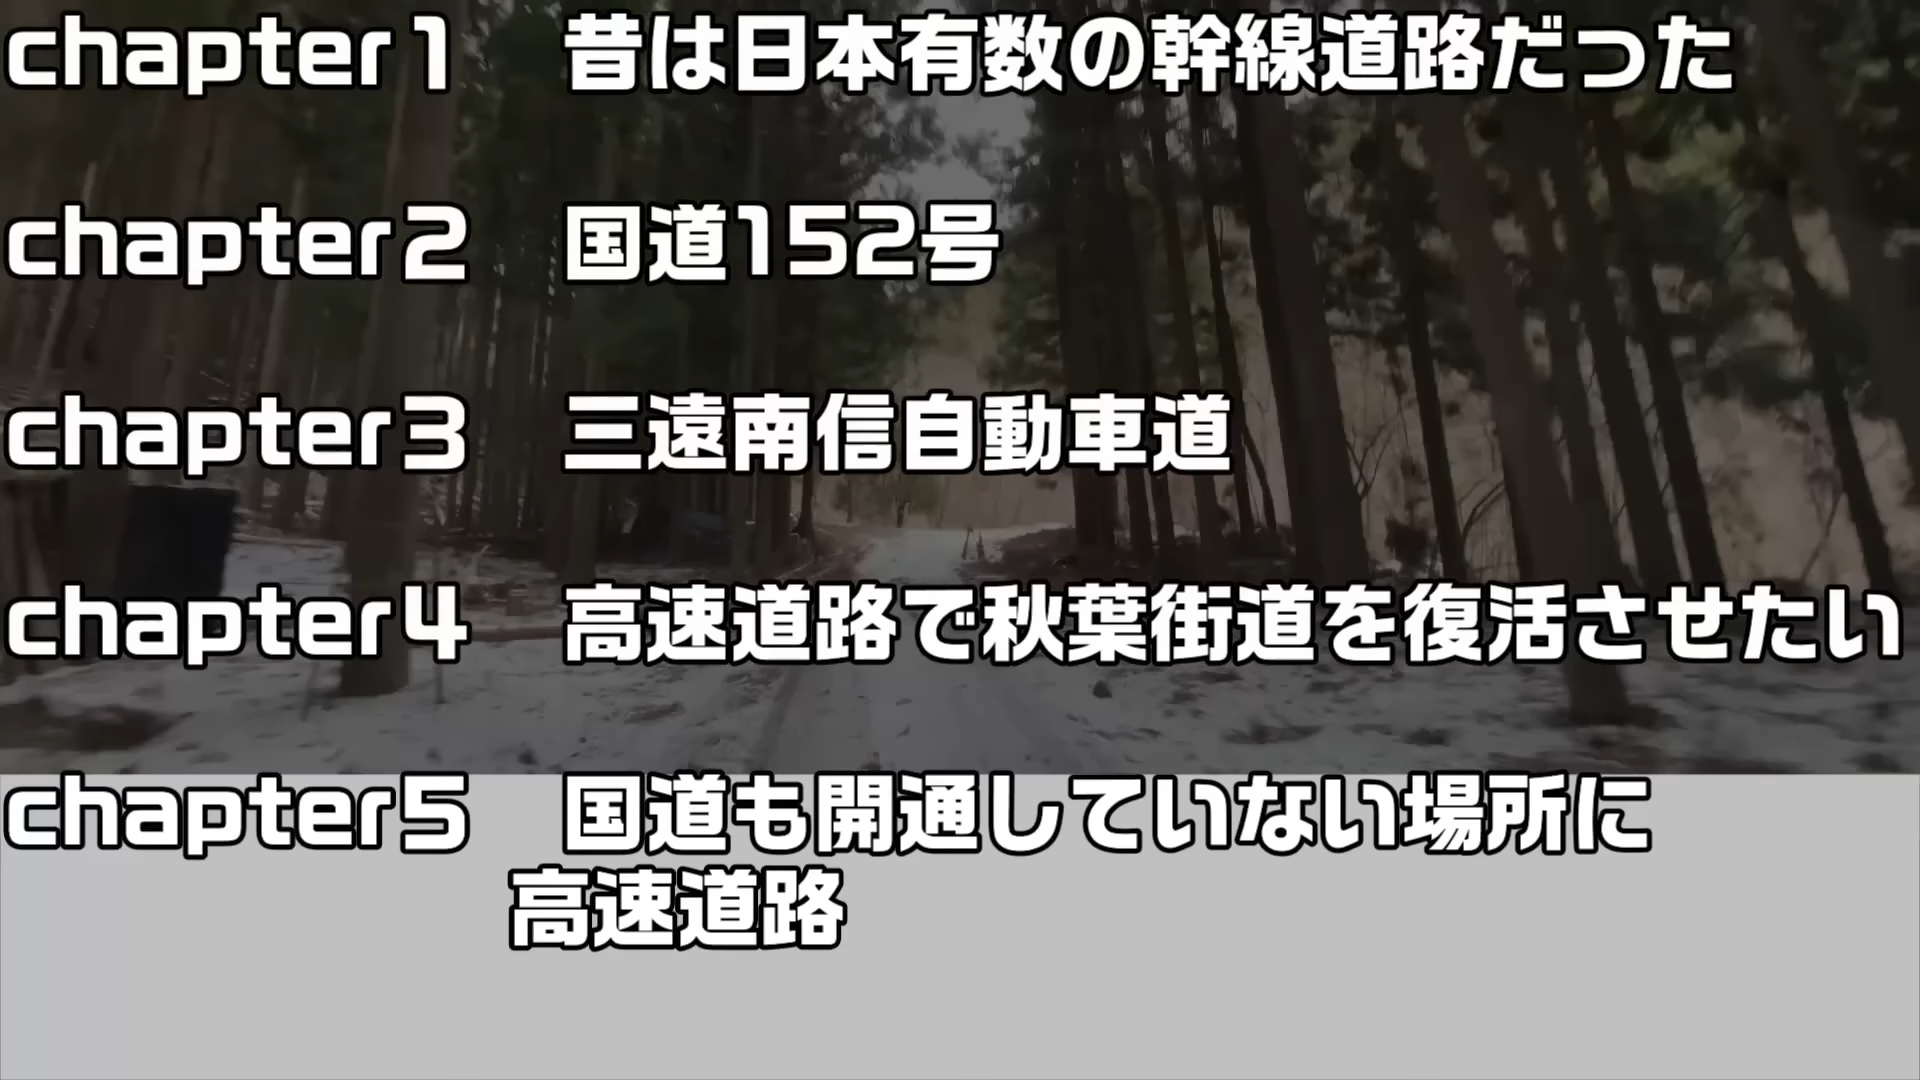 chapter1 昔は日本有数の幹線道路だった
chapter2 国道152号
chapter3 三遠南信自動車道
chapter4 高速道路で秋葉街道を復活させたい
chapter5 国道も開通していない場所に
高速道路